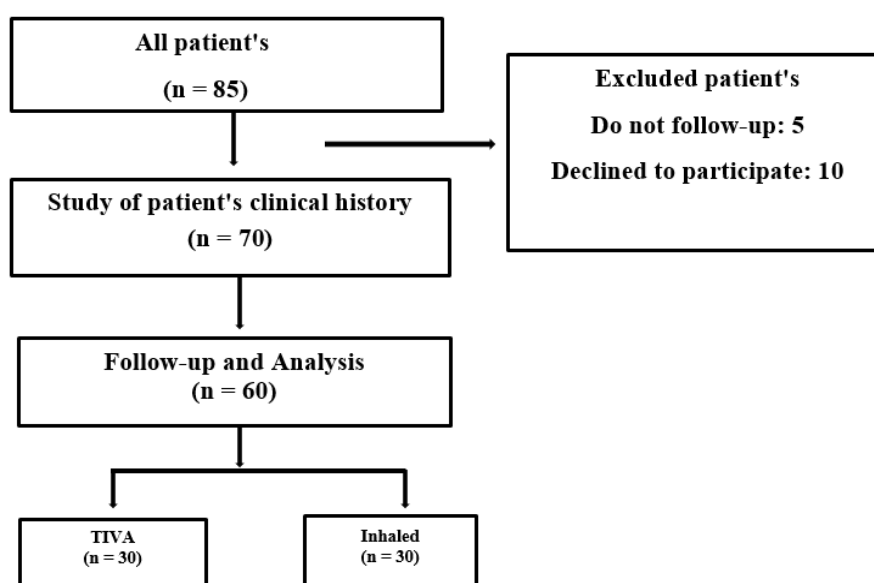 All patient's
(n = 85)
Excluded patient's
Do not follow-up: 5
Declined to participate: 10
Study of patient's clinical history
(n = 70)
Follow-up and Analysis
(n = 60)
TIVA
(n = 30)
Inhaled
(n = 30)